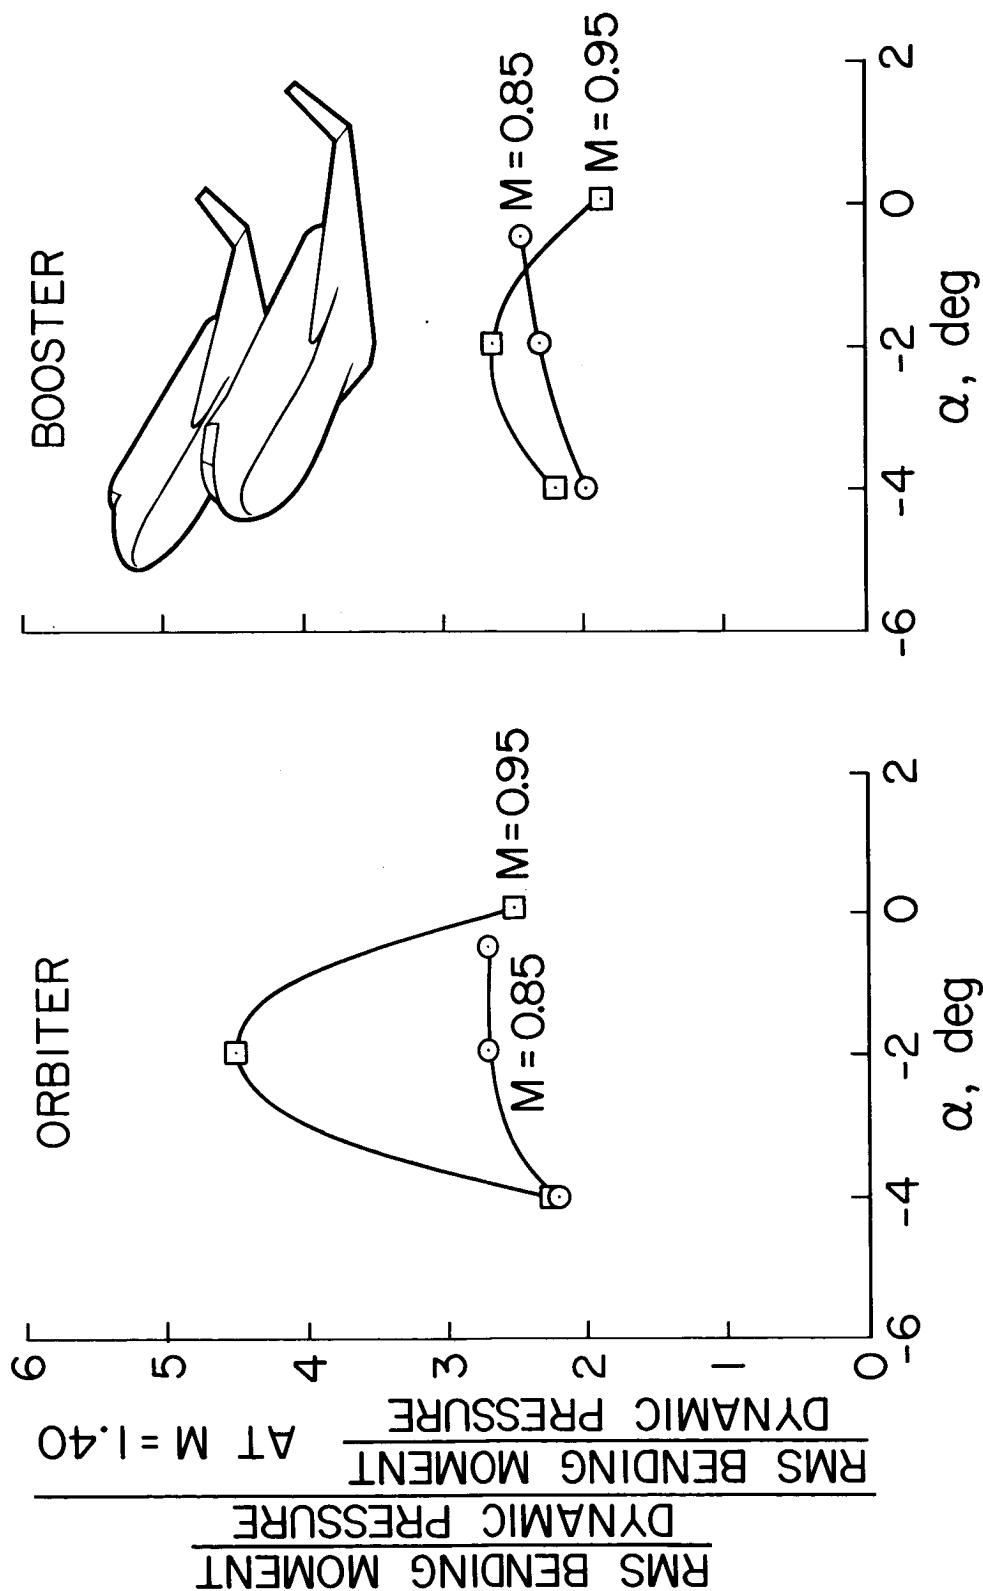 RMS BENDING MOMENT
DYNAMIC PRESSURE
RMS BENDING MOMENT
DYNAMIC PRESSURE
AT M = 1.40
ORBITER
6
5
4
3
2
1
0
M = 0.95
M = 0.85
-6
-4
-2
0
2
α, deg
BOOSTER
M = 0.85
M = 0.95
-6
-4
-2
0
2
α, deg